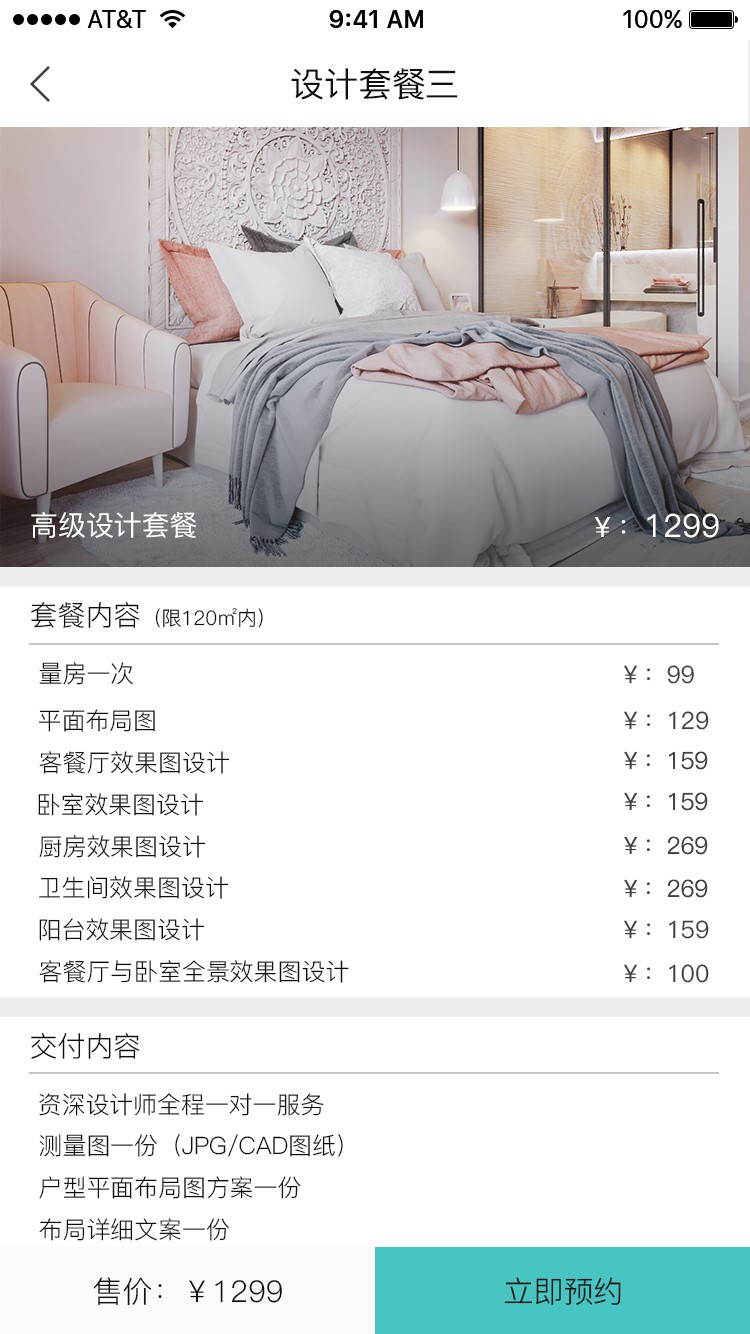 ●●●●● AT&T 9:41 AM 100%
设计套餐三
高级设计套餐 ¥：1299
套餐内容（限120㎡内）
量房一次 ¥：99
平面布局图 ¥：129
客餐厅效果图设计 ¥：159
卧室效果图设计 ¥：159
厨房效果图设计 ¥：269
卫生间效果图设计 ¥：269
阳台效果图设计 ¥：159
客餐厅与卧室全景效果图设计 ¥：100
交付内容
资深设计师全程一对一服务
测量图一份（JPG/CAD图纸）
户型平面布局图方案一份
布局详细文案一份
售价：¥1299 立即预约